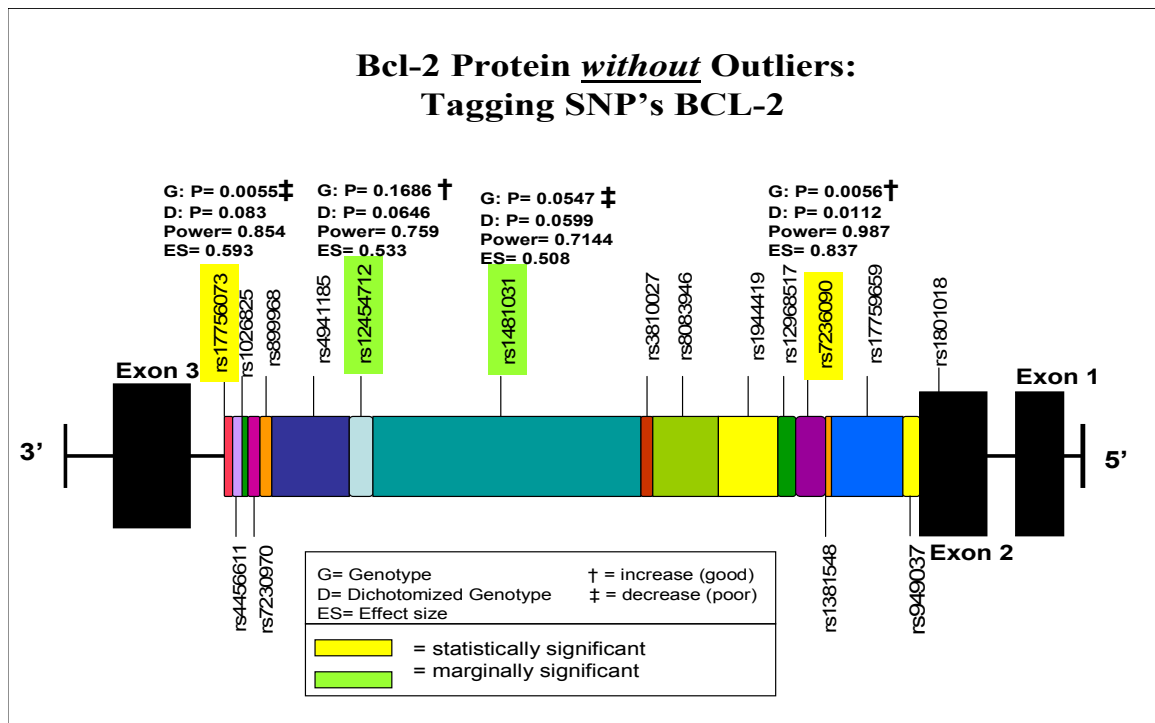 Bcl-2 Protein without Outliers:
Tagging SNP's BCL-2
G: P= 0.0055‡
D: P= 0.083
Power= 0.854
ES= 0.593
G: P= 0.1686 †
D: P= 0.0646
Power= 0.759
ES= 0.533
G: P= 0.0547 ‡
D: P= 0.0599
Power= 0.7144
ES= 0.508
G: P= 0.0056†
D: P= 0.0112
Power= 0.987
ES= 0.837
rs17756073
rs1026825
rs899968
rs4941185
rs12454712
rs1481031
rs3810027
rs8083946
rs1944419
rs12968517
rs7236090
rs17759659
rs1801018
Exon 3
Exon 1
3’
5’
Exon 2
rs4456611
rs7230970
rs1381548
rs949037
G= Genotype
† = increase (good)
D= Dichotomized Genotype
‡ = decrease (poor)
ES= Effect size
= statistically significant
= marginally significant